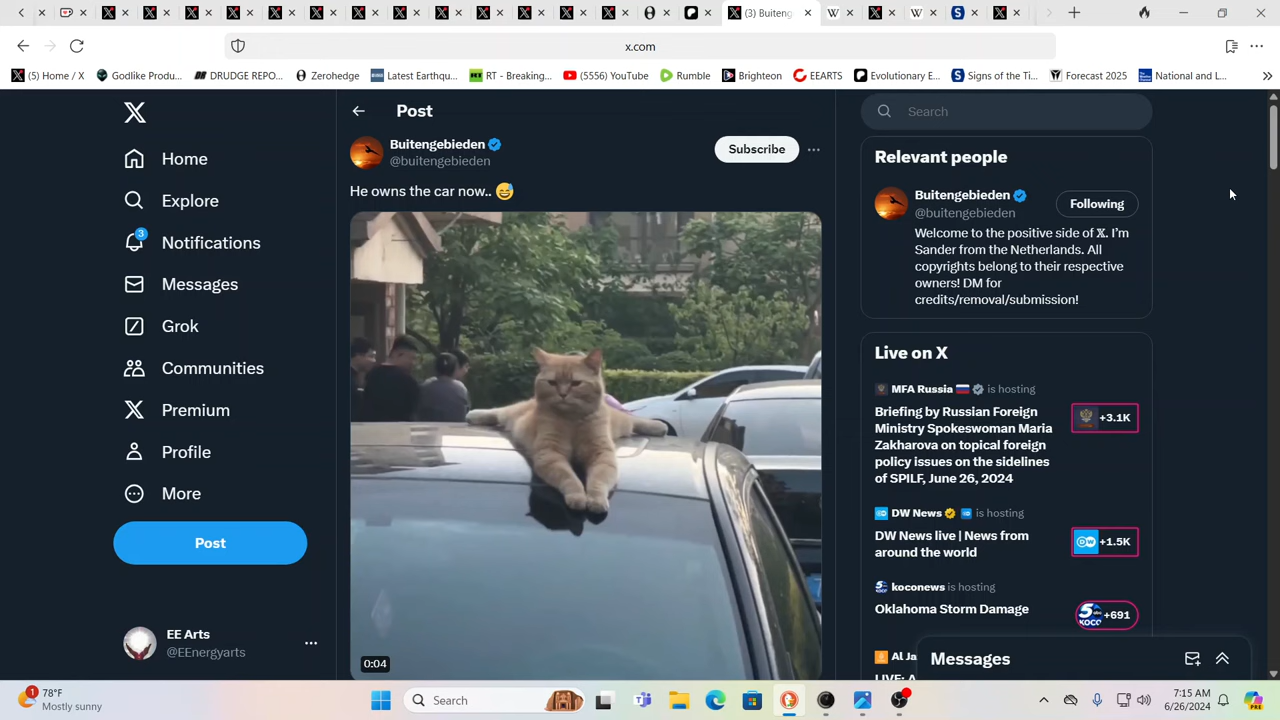 (3) Buiteng
x.com
(5) Home / X
Godlike Produ...
DRUDGE REPO...
Zerohedge
Latest Earthqu...
RT - Breaking...
(5556) YouTube
Rumble
Brighteon
EEARTS
Evolutionary E...
Signs of the Ti...
Forecast 2025
National and L...
Home
Explore
3
Notifications
Messages
Grok
Communities
Premium
Profile
More
Post
EE Arts
@EEnergyarts
Post
Buitengebieden
@buitengebieden
Subscribe
He owns the car now.. 😅
0:04
Search
Relevant people
Buitengebieden
@buitengebieden
Following
Welcome to the positive side of 𝕏. I’m
Sander from the Netherlands. All
copyrights belong to their respective
owners! DM for
credits/removal/submission!
Live on X
MFA Russia 🇷🇺 is hosting
Briefing by Russian Foreign
Ministry Spokeswoman Maria
Zakharova on topical foreign
policy issues on the sidelines
of SPILF, June 26, 2024
+3.1K
DW News is hosting
DW News live | News from
around the world
+1.5K
koconews is hosting
Oklahoma Storm Damage
+691
Al Ja
Messages
1
78°F
Mostly sunny
Search
7:15 AM
6/26/2024